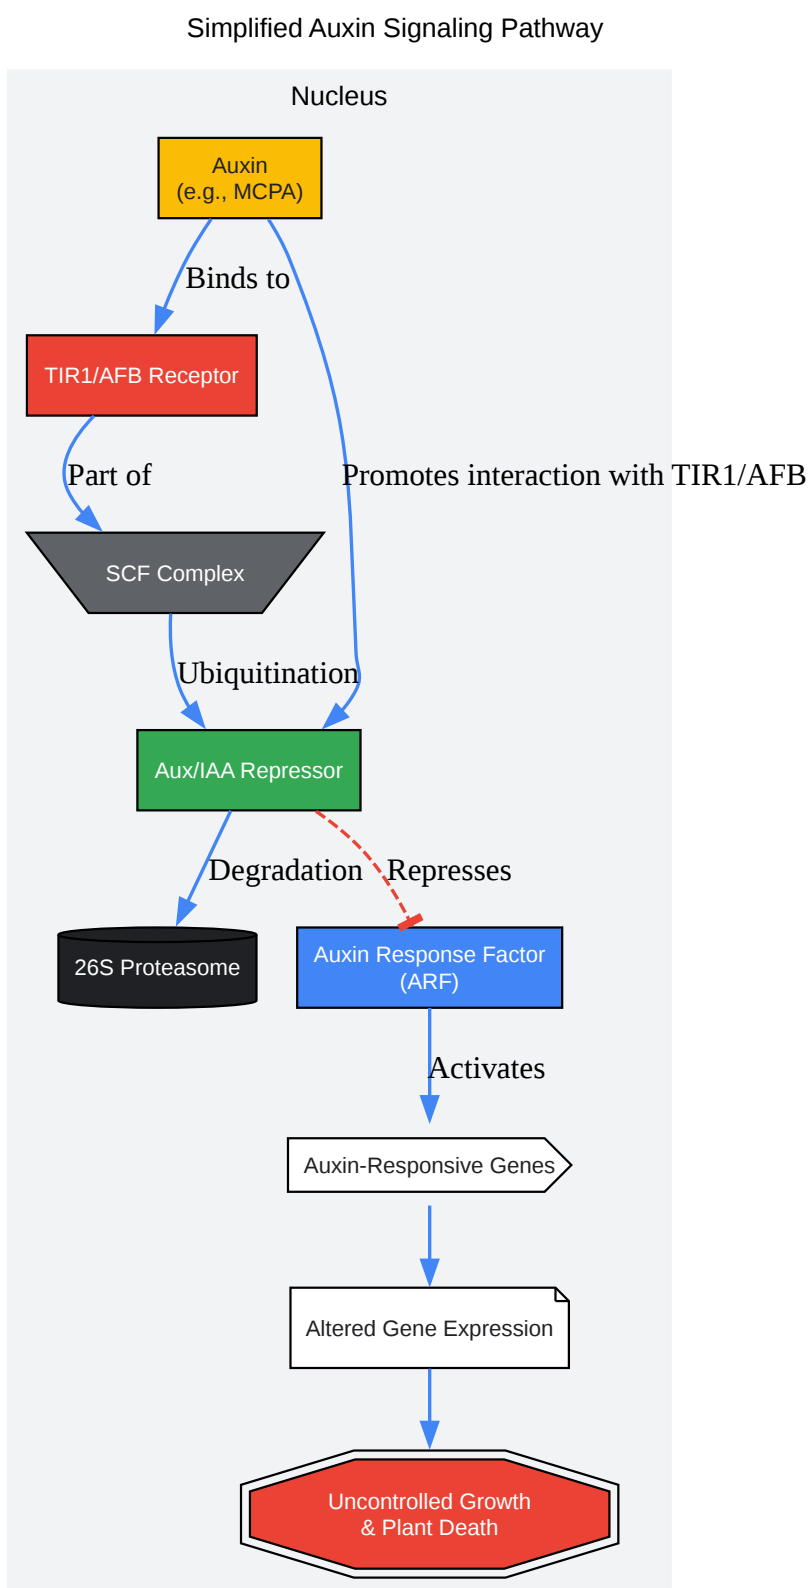 Simplified Auxin Signaling Pathway
Nucleus
Auxin
(e.g., MCPA)
Binds to
TIR1/AFB Receptor
Part of
Promotes interaction with TIR1/AFB
SCF Complex
Ubiquitination
Aux/IAA Repressor
Degradation
Represses
26S Proteasome
Auxin Response Factor
(ARF)
Activates
Auxin-Responsive Genes
Altered Gene Expression
Uncontrolled Growth
& Plant Death